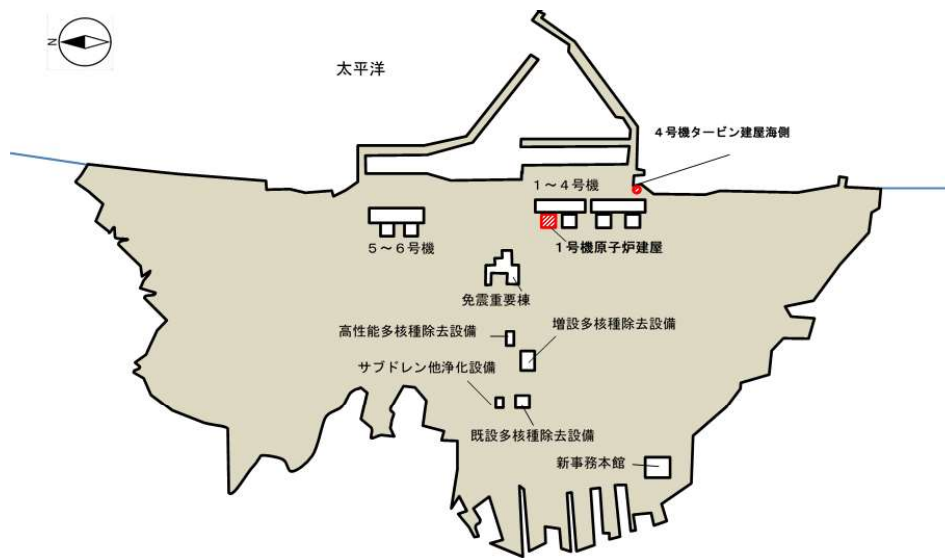 N
太平洋
4号機タービン建屋海側
1～4号機
5～6号機
1号機原子炉建屋
免震重要棟
高性能多核種除去設備
増設多核種除去設備
サブドレン他浄化設備
既設多核種除去設備
新事務本館